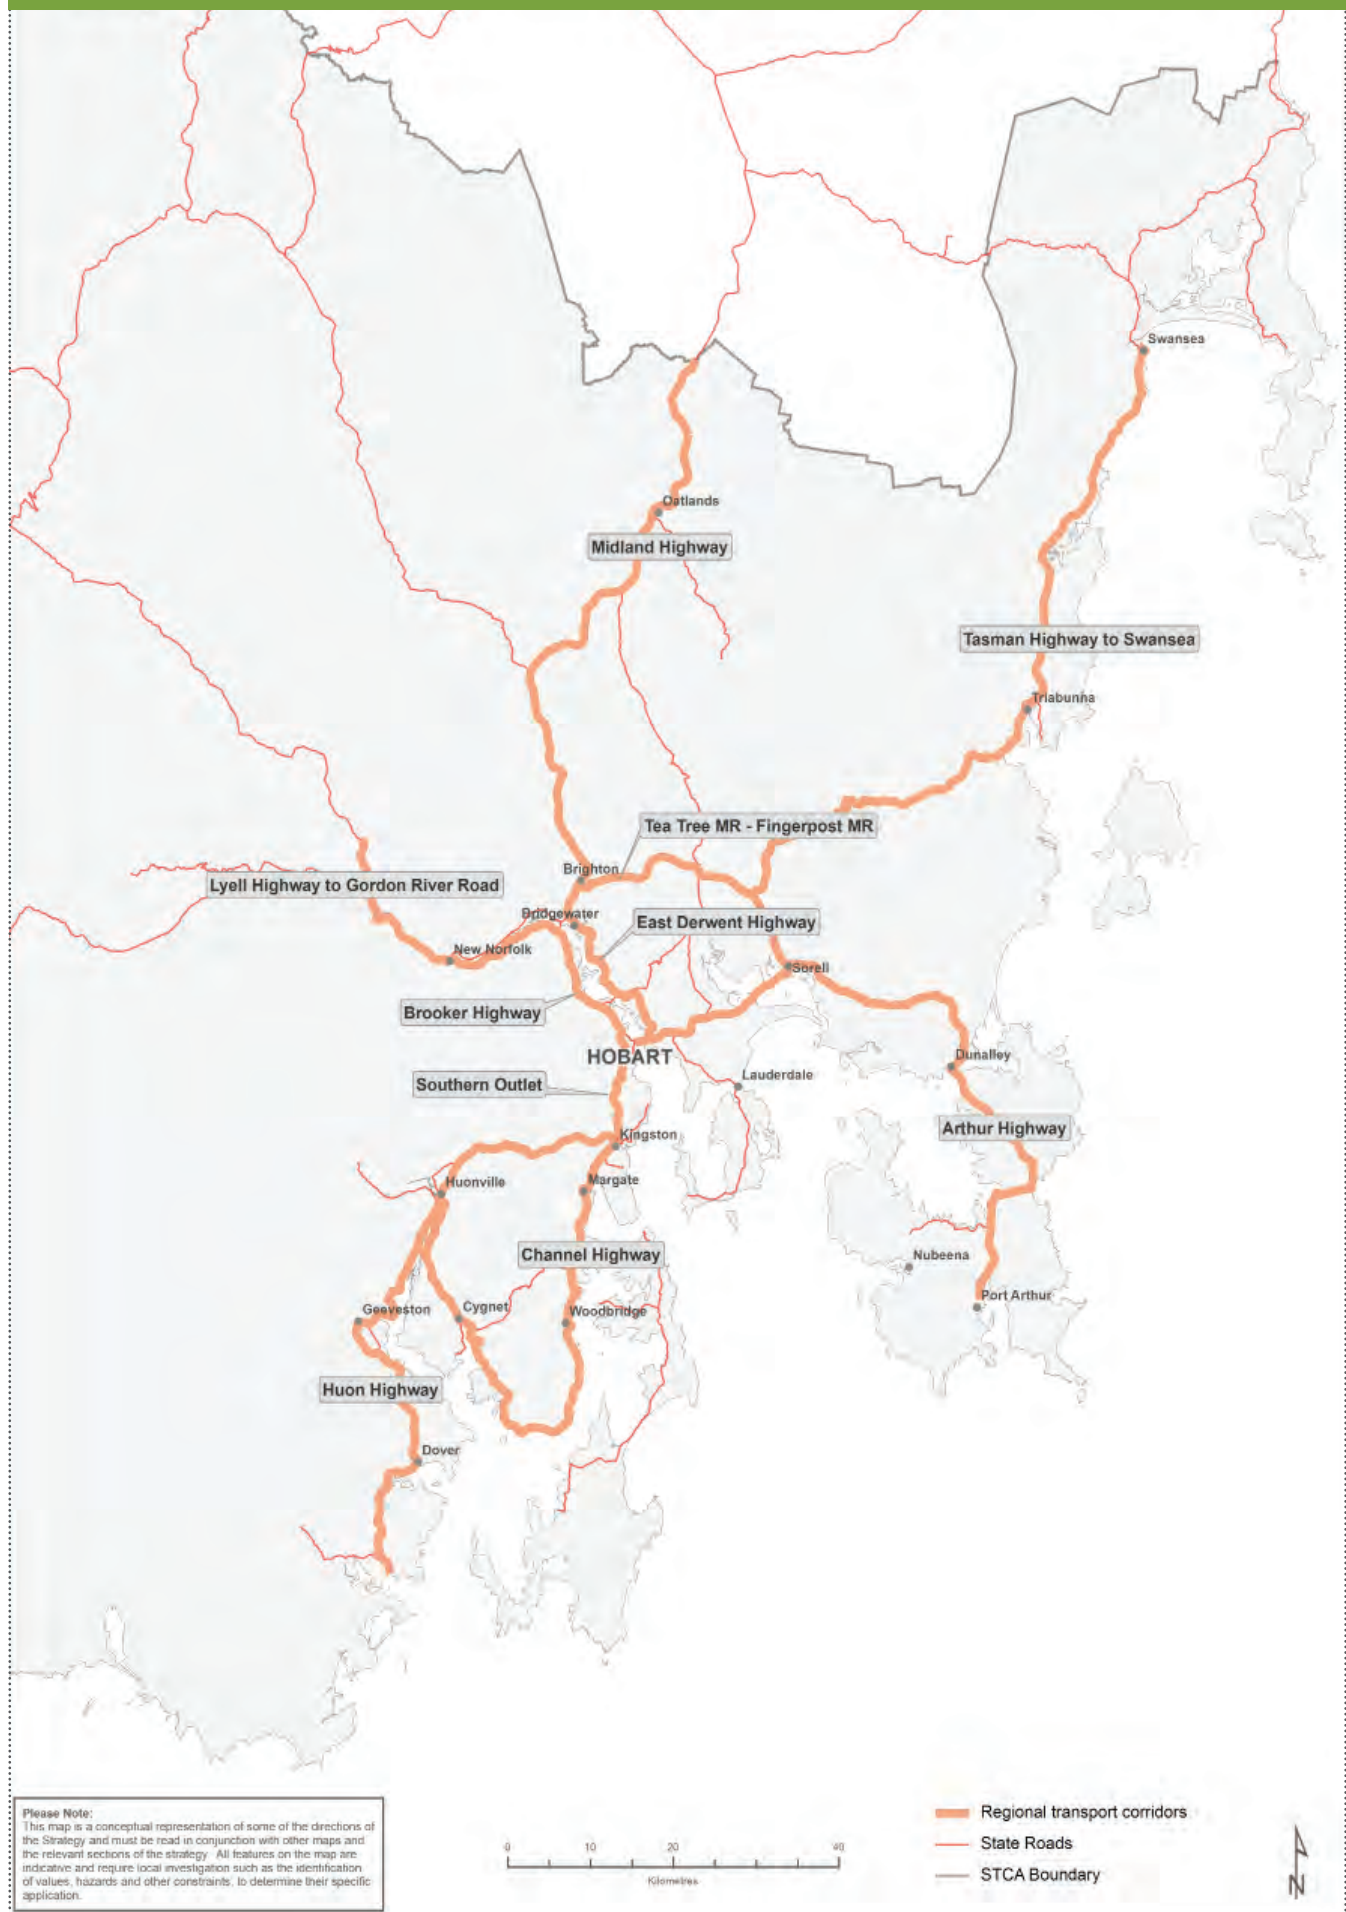 Swansea
Oatlands
Midland Highway
Tasman Highway to Swansea
Triabunna
Tea Tree MR - Fingerpost MR
Brighton
Lyell Highway to Gordon River Road
Bridgewater
East Derwent Highway
New Norfolk
Sorell
Brooker Highway
HOBART
Dunalley
Lauderdale
Southern Outlet
Arthur Highway
Kingston
Huonville
Margate
Channel Highway
Nubeena
Port Arthur
Geeveston
Cygnet
Woodbridge
Huon Highway
Dover
Please Note:
This map is a conceptual representation of some of the directions of
the Strategy and must be read in conjunction with other maps and
the relevant sections of the strategy. All features on the map are
indicative and require local investigation such as the identification
of values, hazards and other constraints, to determine their specific
application.
0 10 20 40
Kilometres
Regional transport corridors
State Roads
STCA Boundary
N